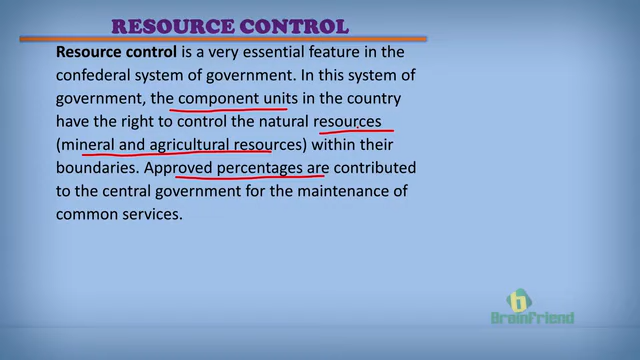 RESOURCE CONTROL
Resource control is a very essential feature in the
confederal system of government. In this system of
government, the component units in the country
have the right to control the natural resources
(mineral and agricultural resources) within their
boundaries. Approved percentages are contributed
to the central government for the maintenance of
common services.
b
Brainfriend